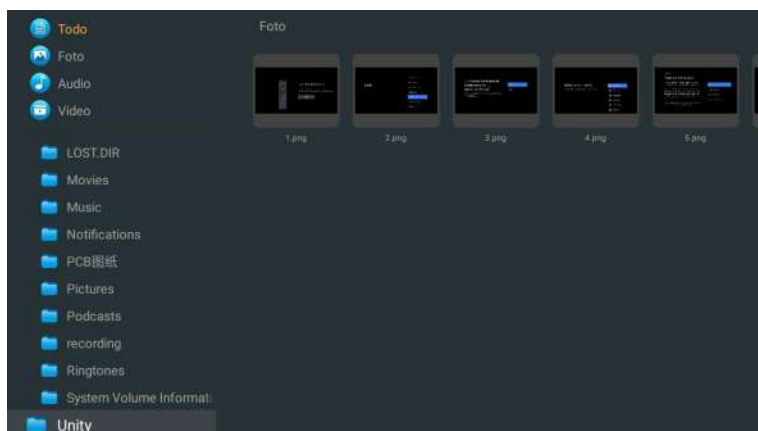 Todo
Foto
Audio
Vídeo
LOST.DIR
Movies
Music
Notifications
PCB图纸
Pictures
Podcasts
recording
Ringtones
System Volume Informati
Unity
Foto
1.png
2.png
3.png
4.png
5.png